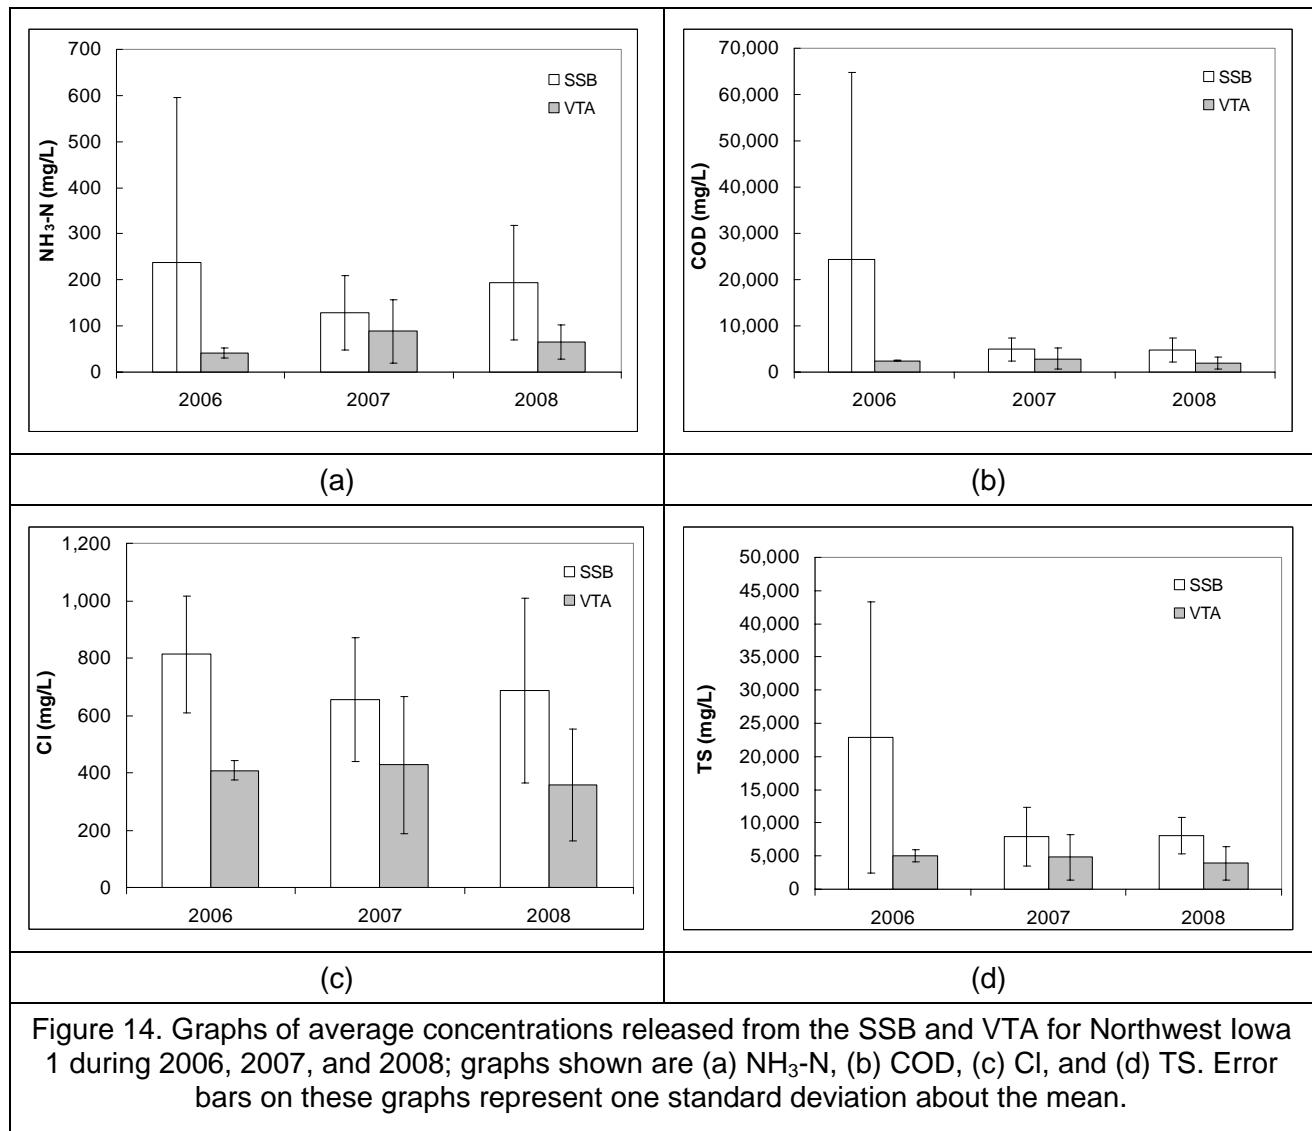 700
600
500
400
300
200
100
0
NH₃-N (mg/L)
SSB
VTA
2006 2007 2008
(a)
70,000
60,000
50,000
40,000
30,000
20,000
10,000
0
COD (mg/L)
SSB
VTA
2006 2007 2008
(b)
1,200
1,000
800
600
400
200
0
Cl (mg/L)
SSB
VTA
2006 2007 2008
(c)
50,000
45,000
40,000
35,000
30,000
25,000
20,000
15,000
10,000
5,000
0
TS (mg/L)
SSB
VTA
2006 2007 2008
(d)
Figure 14. Graphs of average concentrations released from the SSB and VTA for Northwest Iowa
1 during 2006, 2007, and 2008; graphs shown are (a) NH₃-N, (b) COD, (c) Cl, and (d) TS. Error
bars on these graphs represent one standard deviation about the mean.